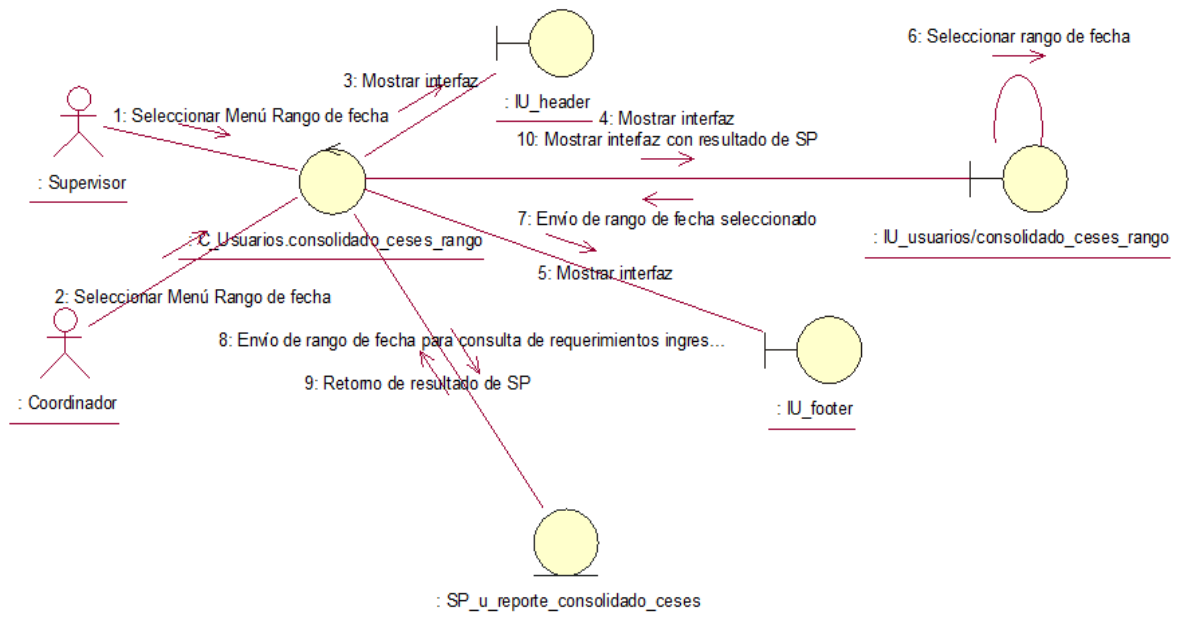 6: Seleccionar rango de fecha
3: Mostrar interfaz
: IU_header
1: Seleccionar Menú Rango de fecha
4: Mostrar interfaz
10: Mostrar intefaz con resultado de SP
: Supervisor
7: Envío de rango de fecha seleccionado
: C_Usuarios.consolidado_ceses_rango
: IU_usuarios/consolidado_ceses_rango
5: Mostrar interfaz
2: Seleccionar Menú Rango de fecha
8: Envío de rango de fecha para consulta de requerimientos ingres...
9: Retorno de resultado de SP
: Coordinador
: IU_footer
: SP_u_reporte_consolidado_ceses